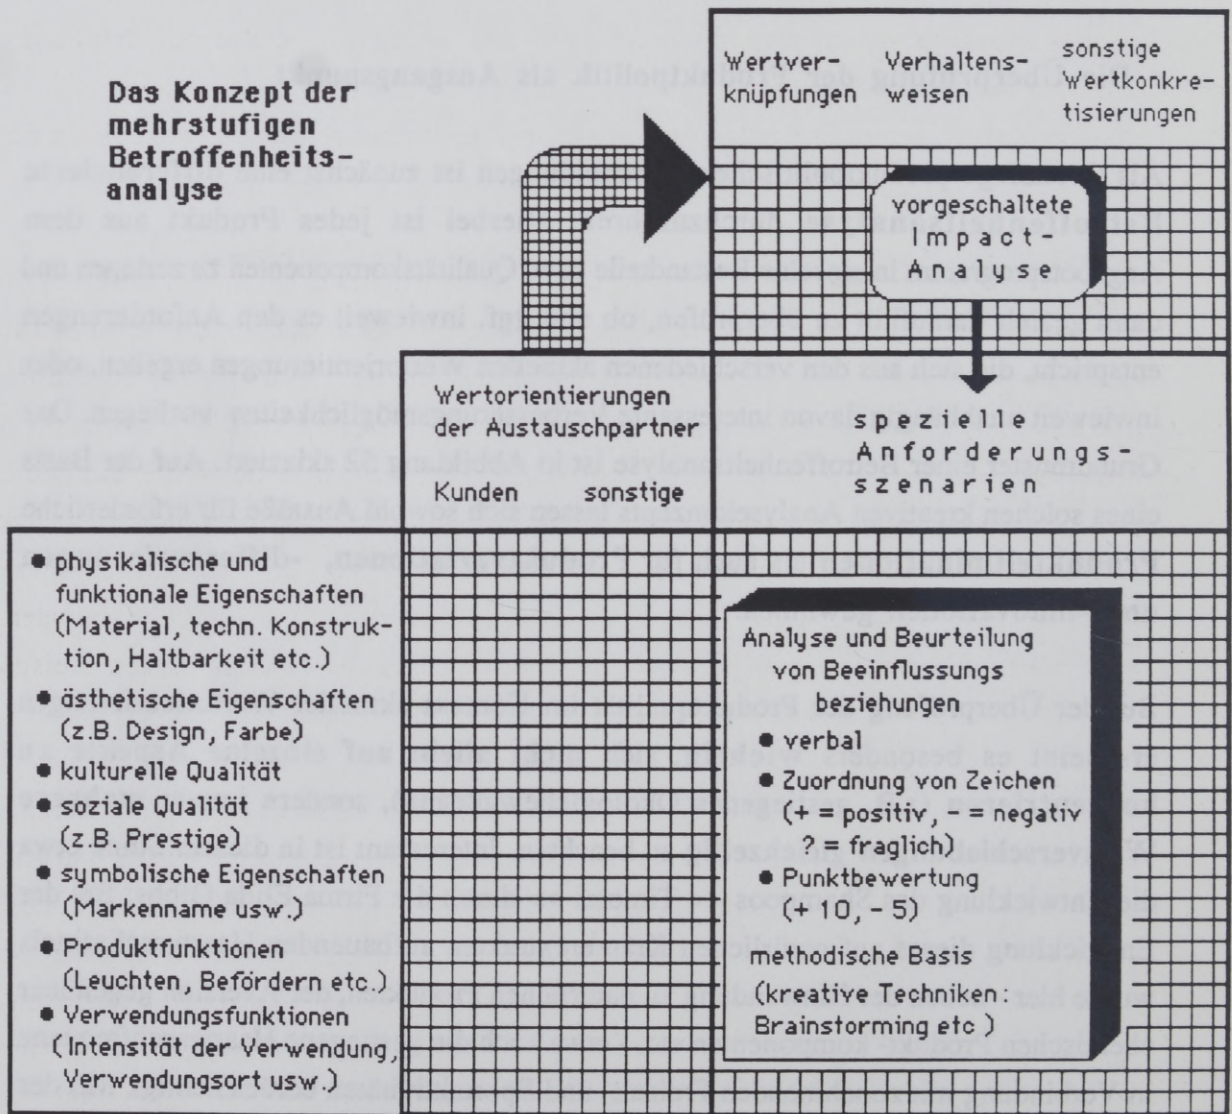 Das Konzept der
mehrstufigen
Betroffenheits-
analyse
Wertver-
knüpfungen
Verhaltens-
weisen
sonstige
Wertkonkre-
tisierungen
vorgeschaltete
Impact-
Analyse
Wertorientierungen
der Austauschpartner
Kunden sonstige
spezielle
Anforderungs-
szenarien
• physikalische und
funktionale Eigenschaften
(Material, techn. Konstruk-
tion, Haltbarkeit etc.)
• ästhetische Eigenschaften
(z.B. Design, Farbe)
• kulturelle Qualität
• soziale Qualität
(z.B. Prestige)
• symbolische Eigenschaften
(Markenname usw.)
• Produktfunktionen
(Leuchten, Befördern etc.)
• Verwendungsfunktionen
(Intensität der Verwendung,
Verwendungsort usw.)
Analyse und Beurteilung
von Beeinflussungs
beziehungen
• verbal
• Zuordnung von Zeichen
(+ = positiv, - = negativ
? = fraglich)
• Punktbewertung
(+ 10, - 5)
methodische Basis
(kreative Techniken:
Brainstorming etc.)